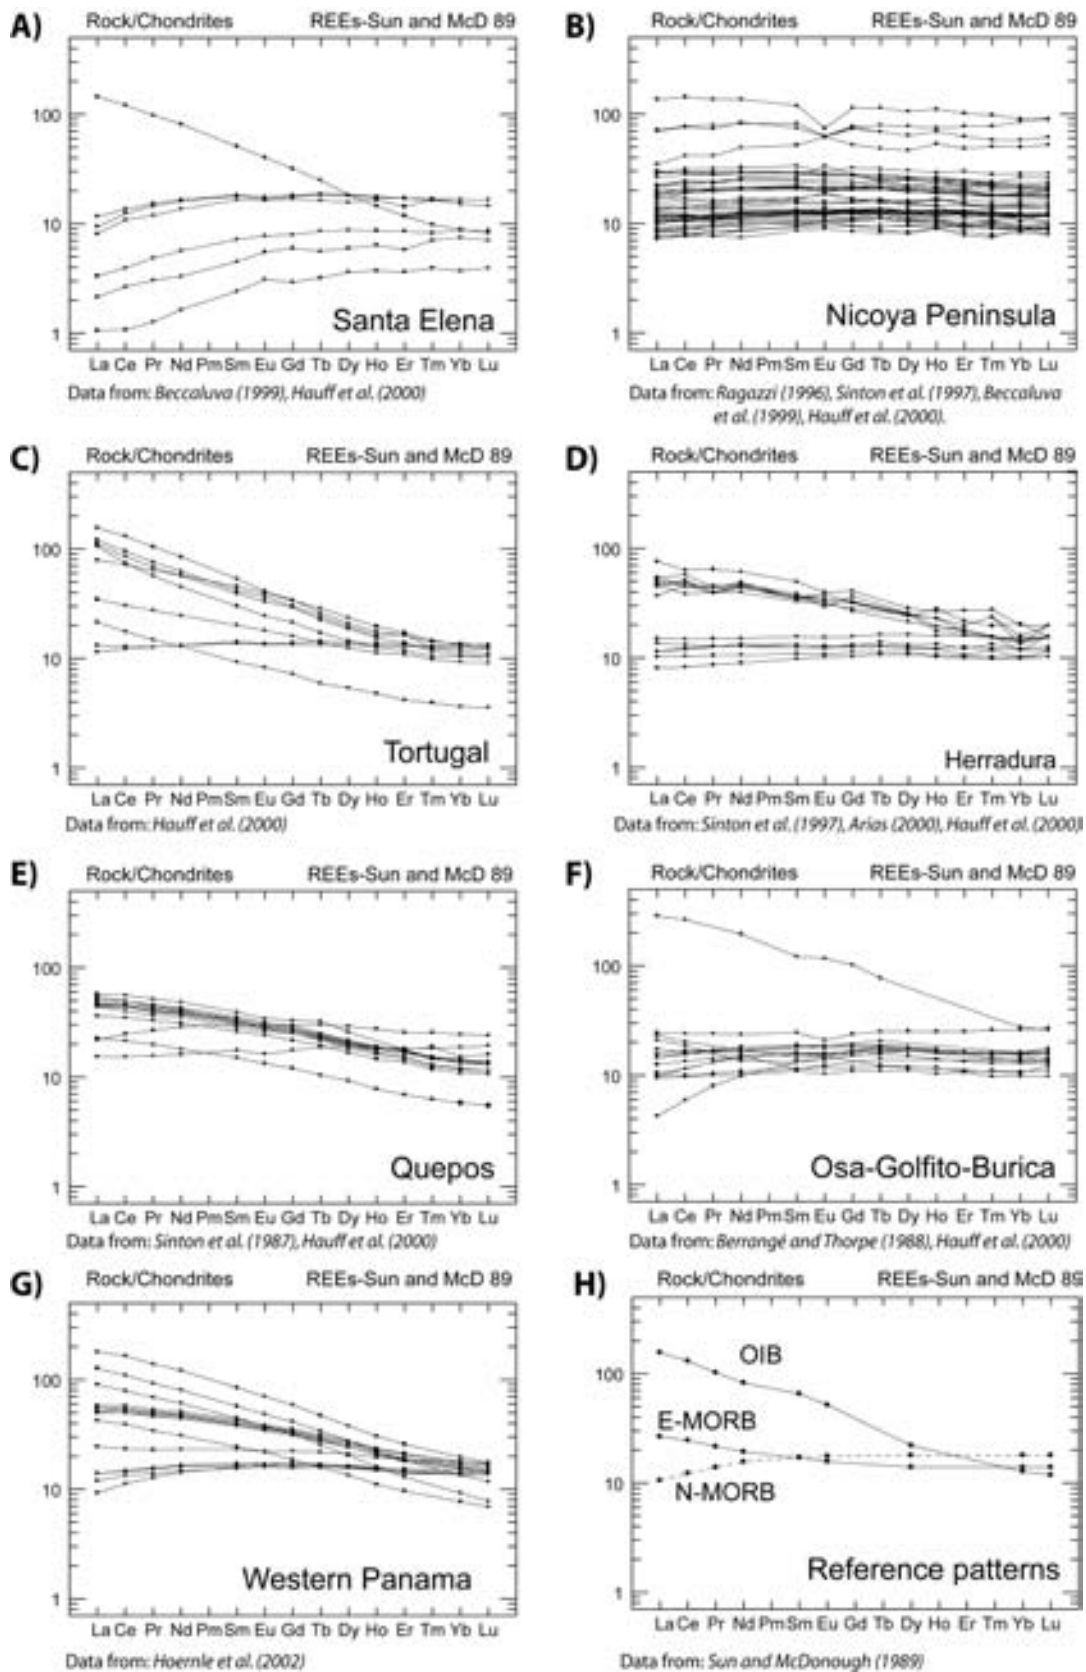 A) Rock/Chondrites REEs-Sun and McD 89
100
10
1
Santa Elena
La Ce Pr Nd Pm Sm Eu Gd Tb Dy Ho Er Tm Yb Lu
Data from: Beccaluva (1999), Hauff et al. (2000)
B) Rock/Chondrites REEs-Sun and McD 89
100
10
1
Nicoya Peninsula
La Ce Pr Nd Pm Sm Eu Gd Tb Dy Ho Er Tm Yb Lu
Data from: Ragazzi (1996), Sinton et al. (1997), Beccaluva
et al. (1999), Hauff et al. (2000).
C) Rock/Chondrites REEs-Sun and McD 89
100
10
1
Tortugal
La Ce Pr Nd Pm Sm Eu Gd Tb Dy Ho Er Tm Yb Lu
Data from: Hauff et al. (2000)
D) Rock/Chondrites REEs-Sun and McD 89
100
10
1
Herradura
La Ce Pr Nd Pm Sm Eu Gd Tb Dy Ho Er Tm Yb Lu
Data from: Sinton et al. (1997), Arias (2000), Hauff et al. (2000)
E) Rock/Chondrites REEs-Sun and McD 89
100
10
1
Quepos
La Ce Pr Nd Pm Sm Eu Gd Tb Dy Ho Er Tm Yb Lu
Data from: Sinton et al. (1987), Hauff et al. (2000)
F) Rock/Chondrites REEs-Sun and McD 89
100
10
1
Osa-Golfito-Burica
La Ce Pr Nd Pm Sm Eu Gd Tb Dy Ho Er Tm Yb Lu
Data from: Berrangé and Thorpe (1988), Hauff et al. (2000)
G) Rock/Chondrites REEs-Sun and McD 89
100
10
1
Western Panama
La Ce Pr Nd Pm Sm Eu Gd Tb Dy Ho Er Tm Yb Lu
Data from: Hoernle et al. (2002)
H) Rock/Chondrites REEs-Sun and McD 89
100
10
1
OIB
E-MORB
N-MORB
Reference patterns
La Ce Pr Nd Pm Sm Eu Gd Tb Dy Ho Er Tm Yb Lu
Data from: Sun and McDonough (1989)